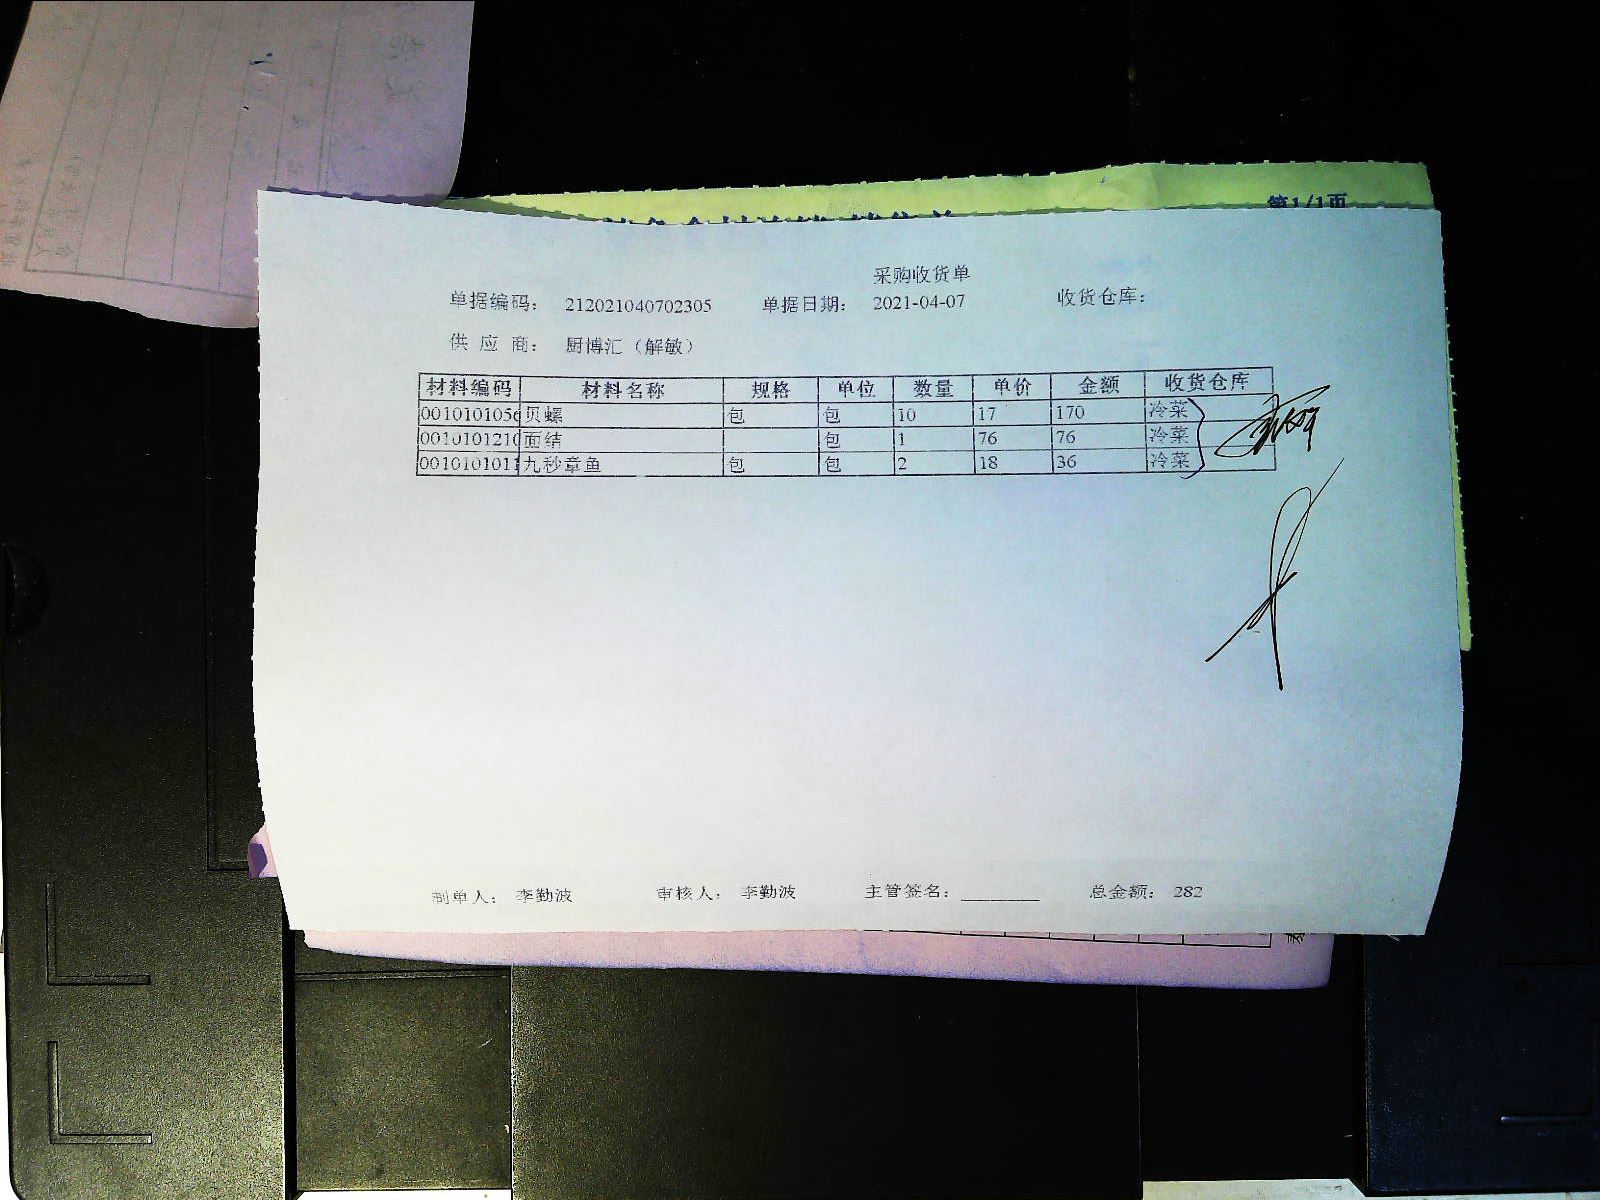 第1/1页
采购收货单
单据编码： 212021040702305 单据日期： 2021-04-07 收货仓库：
供 应 商： 厨博汇（解敏）
材料编码 材料名称 规格 单位 数量 单价 金额 收货仓库
001010105 贝螺 包 包 10 17 170 冷菜
001010121 面结 包 1 76 76 冷菜
001010101 九秒章鱼 包 包 2 18 36 冷菜
制单人： 李勤波 审核人： 李勤波 主管签名： 总金额： 282